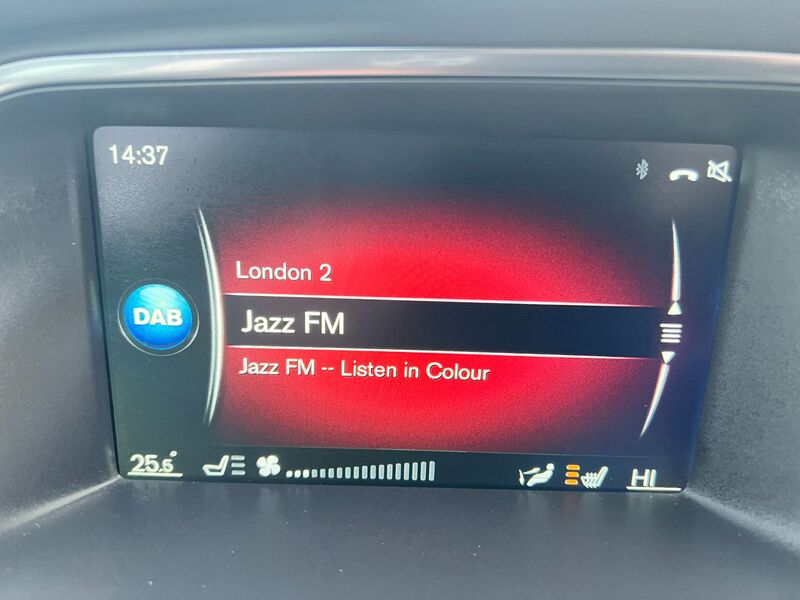 14:37
London 2
DAB
Jazz FM
Jazz FM -- Listen in Colour
25.5°
HI